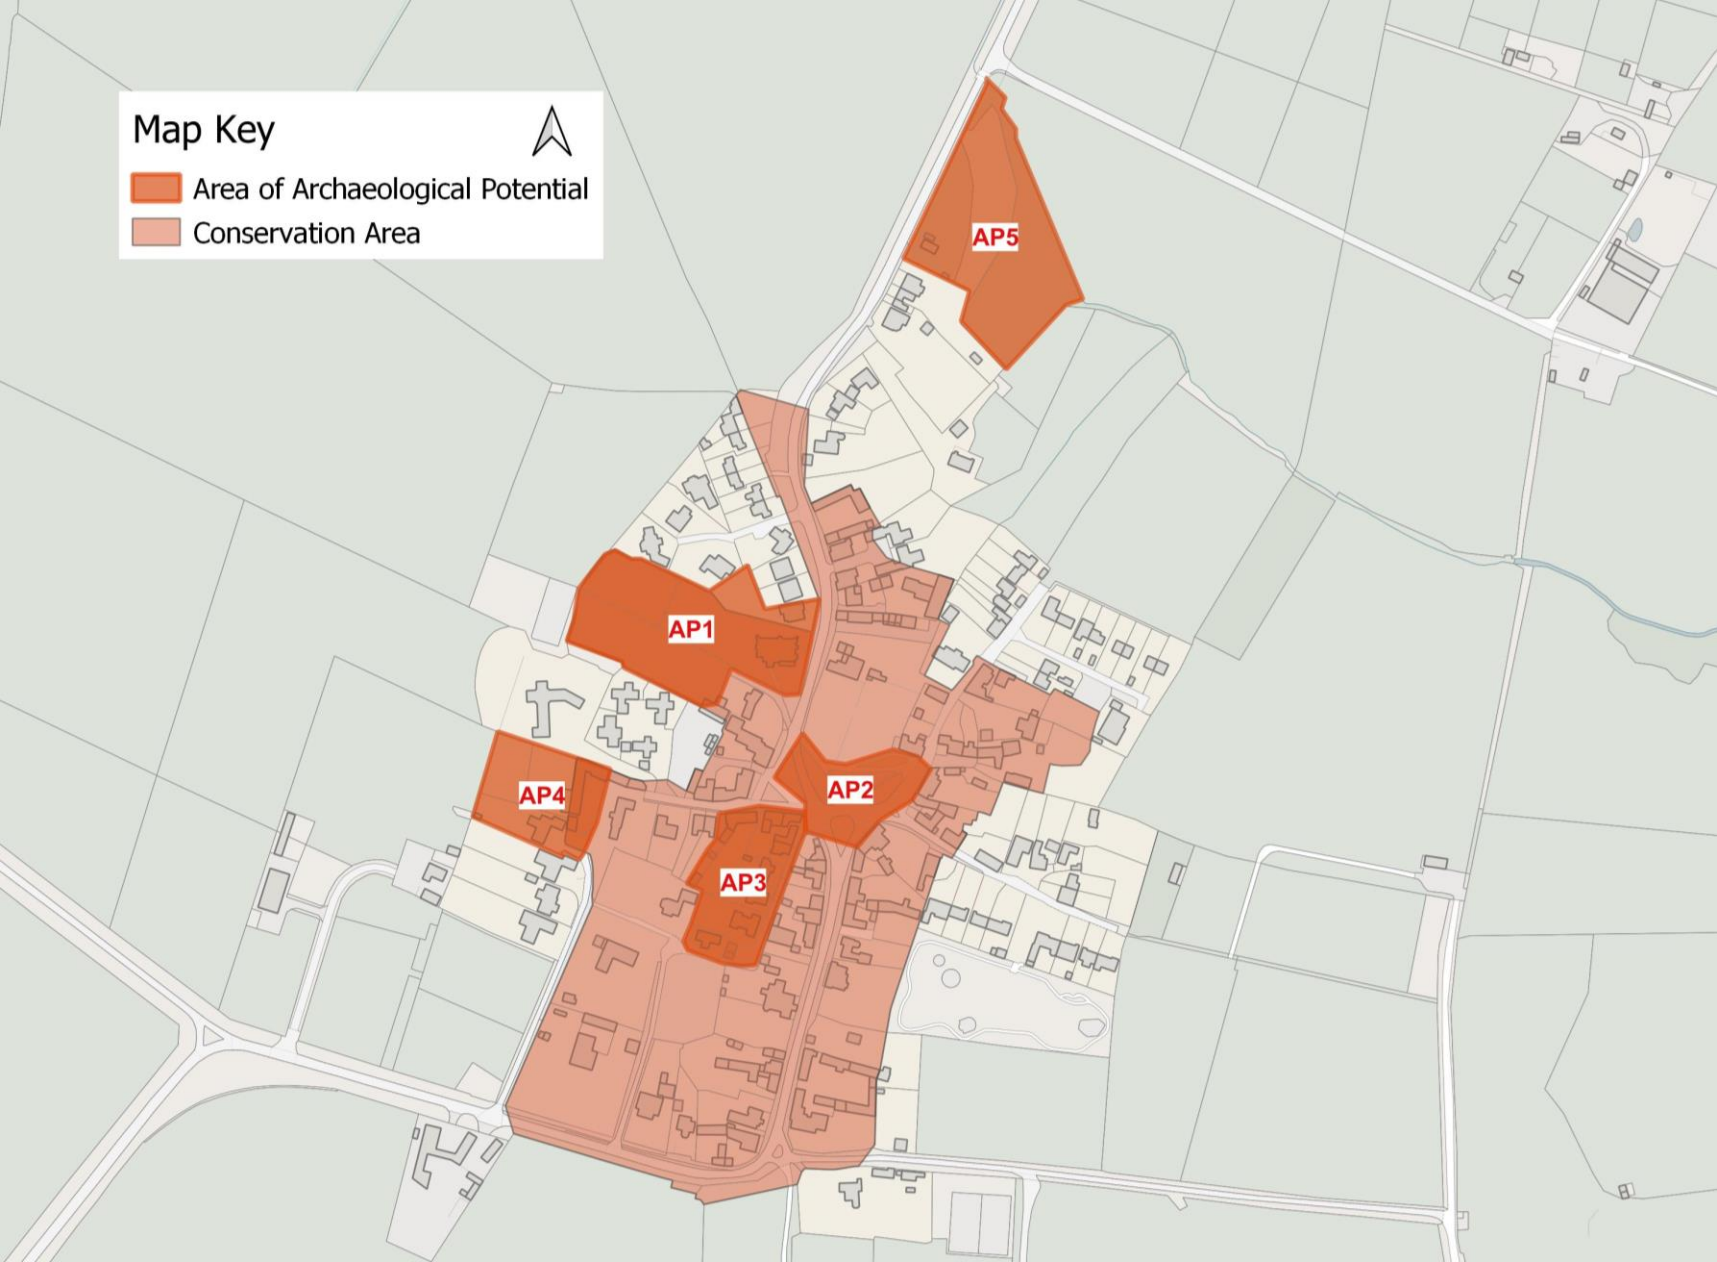 Map Key
Area of Archaeological Potential
Conservation Area
AP5
AP1
AP4
AP2
AP3